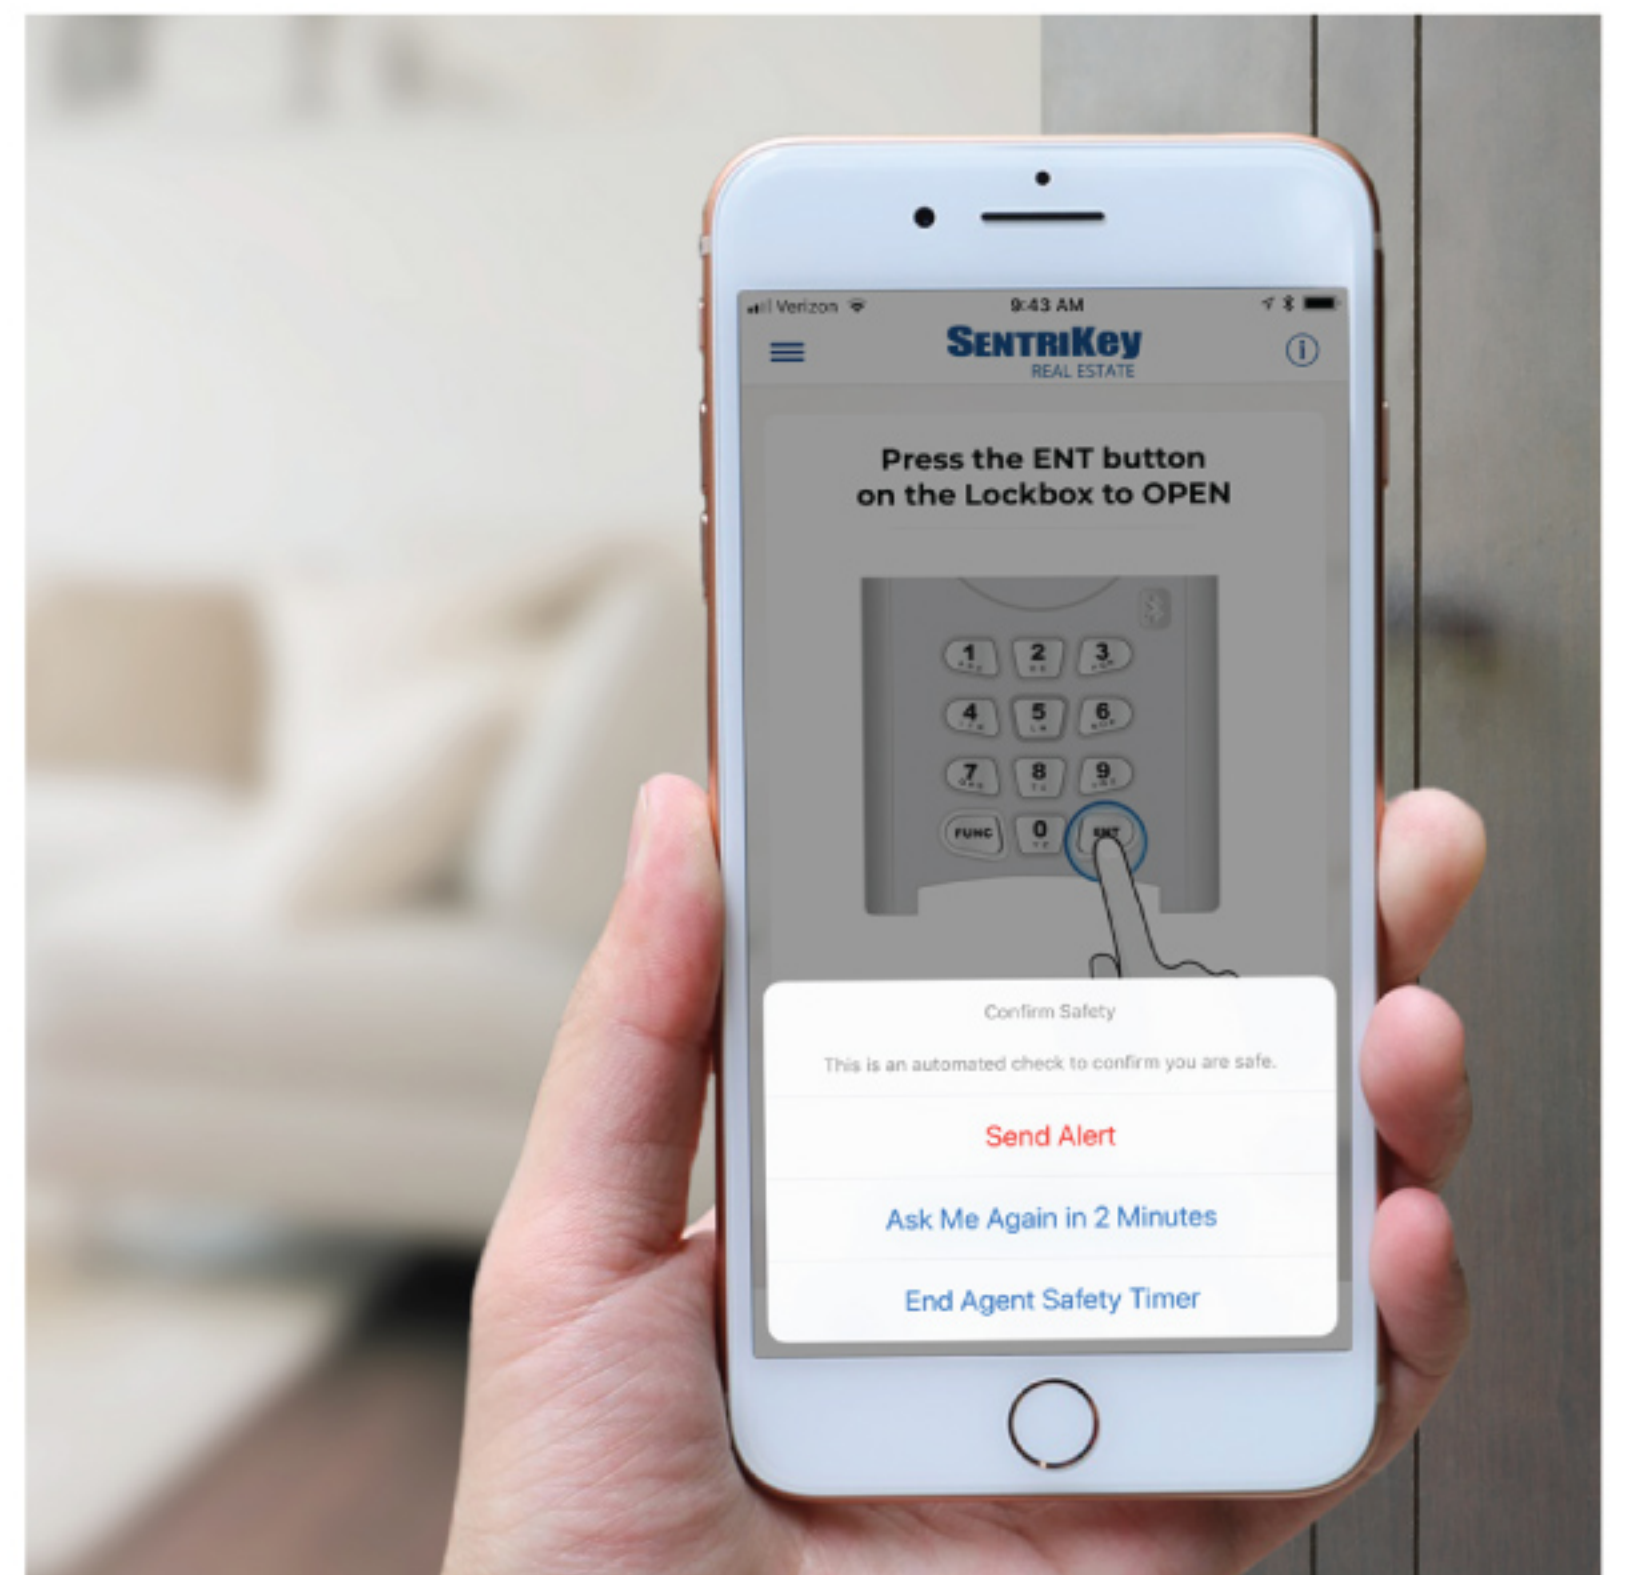 Verizon
9:43 AM
SENTRIKey
REAL ESTATE
Press the ENT button
on the Lockbox to OPEN
1 2 3
4 5 6
7 8 9
FUNC 0 ENT
Confirm Safety
This is an automated check to confirm you are safe.
Send Alert
Ask Me Again in 2 Minutes
End Agent Safety Timer